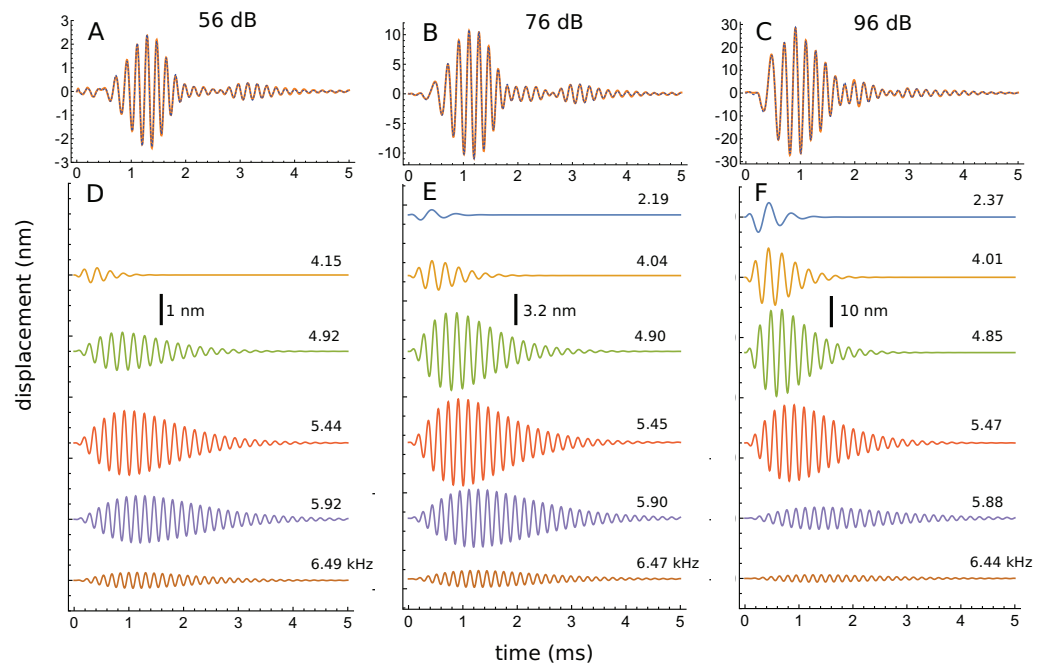 56 dB 76 dB 96 dB
A B C
3 2 1 0 -1 -2 -3
10 5 0 -5 -10
30 20 10 0 -10 -20 -30
0 1 2 3 4 5 0 1 2 3 4 5 0 1 2 3 4 5
D E F
displacement (nm)
2.19 2.37
4.15 4.04 4.01
1 nm 3.2 nm 10 nm
4.92 4.90 4.85
5.44 5.45 5.47
5.92 5.90 5.88
6.49 kHz 6.47 kHz 6.44 kHz
0 1 2 3 4 5 0 1 2 3 4 5 0 1 2 3 4 5
time (ms)